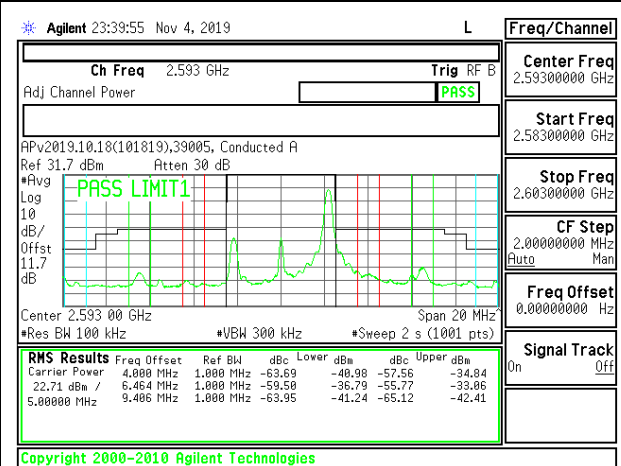 Agilent 23:39:55 Nov 4, 2019 L
Freq/Channel
Ch Freq 2.593 GHz Trig RF B
Adj Channel Power PASS
Center Freq
2.59300000 GHz
Start Freq
2.58300000 GHz
Stop Freq
2.60300000 GHz
CF Step
2.00000000 MHz
Auto Man
Freq Offset
0.00000000 Hz
Signal Track
On Off
APv2019.10.18(101819),39005, Conducted A
Ref 31.7 dBm Atten 30 dB
#Avg
Log
10
dB/
Offst
11.7
dB
PASS LIMIT1
Center 2.593 00 GHz Span 20 MHz^
#Res BW 100 kHz #VBW 300 kHz #Sweep 2 s (1001 pts)
RMS Results Freq Offset Ref BW dBc Lower dBm dBc Upper dBm
Carrier Power 4.000 MHz 1.000 MHz -63.69 -40.98 -57.56 -34.84
22.71 dBm / 6.464 MHz 1.000 MHz -59.50 -36.79 -55.77 -33.06
5.00000 MHz 9.406 MHz 1.000 MHz -63.95 -41.24 -65.12 -42.41
Copyright 2000-2010 Agilent Technologies